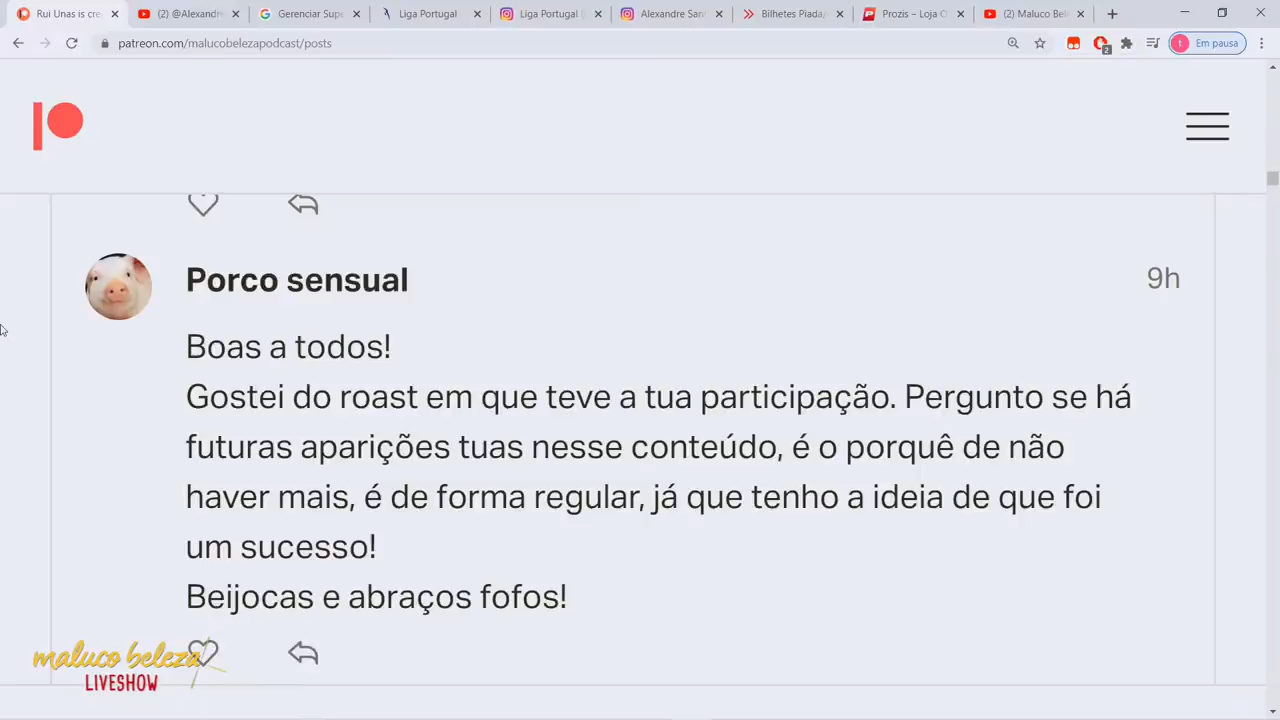 Rui Unas is cre
(2) @Alexandr
Gerenciar Supe
Liga Portugal
Liga Portugal (
Alexandre San
Bilhetes Piada,
Prozis – Loja O
(2) Maluco Bel
patreon.com/malucobelezapodcast/posts
2
t
Em pausa
Porco sensual
9h
Boas a todos!
Gostei do roast em que teve a tua participação. Pergunto se há
futuras aparições tuas nesse conteúdo, é o porquê de não
haver mais, é de forma regular, já que tenho a ideia de que foi
um sucesso!
Beijocas e abraços fofos!
maluco beleza
LIVESHOW